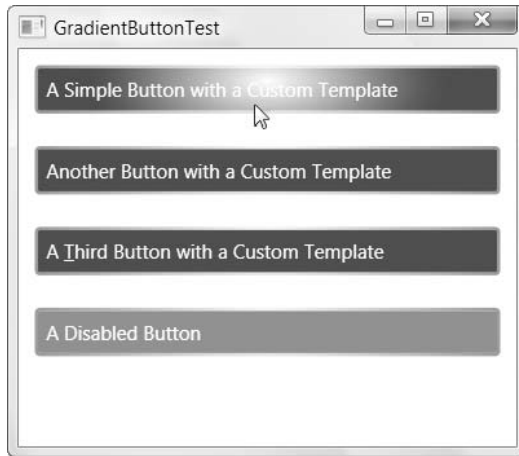 GradientButtonTest
A Simple Button with a Custom Template
Another Button with a Custom Template
A Third Button with a Custom Template
A Disabled Button